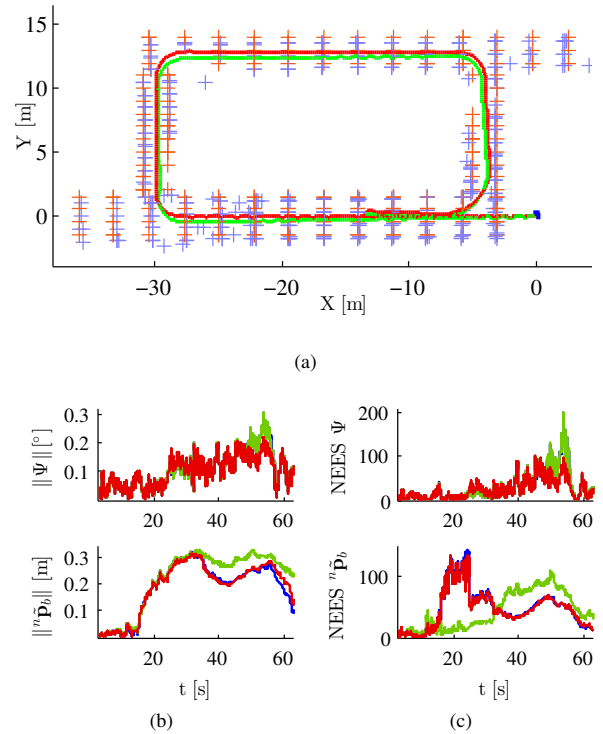 15
10
5
0
Y [m]
−30
−20
−10
0
X [m]
(a)
0.3
0.2
0.1
|| Ψ̃ || [°]
20
40
60
200
100
0
NEES Ψ̃
20
40
60
0.3
0.2
0.1
||ⁿp̃_b|| [m]
20
40
60
t [s]
100
0
NEES ⁿp̃_b
20
40
60
t [s]
(b)
(c)